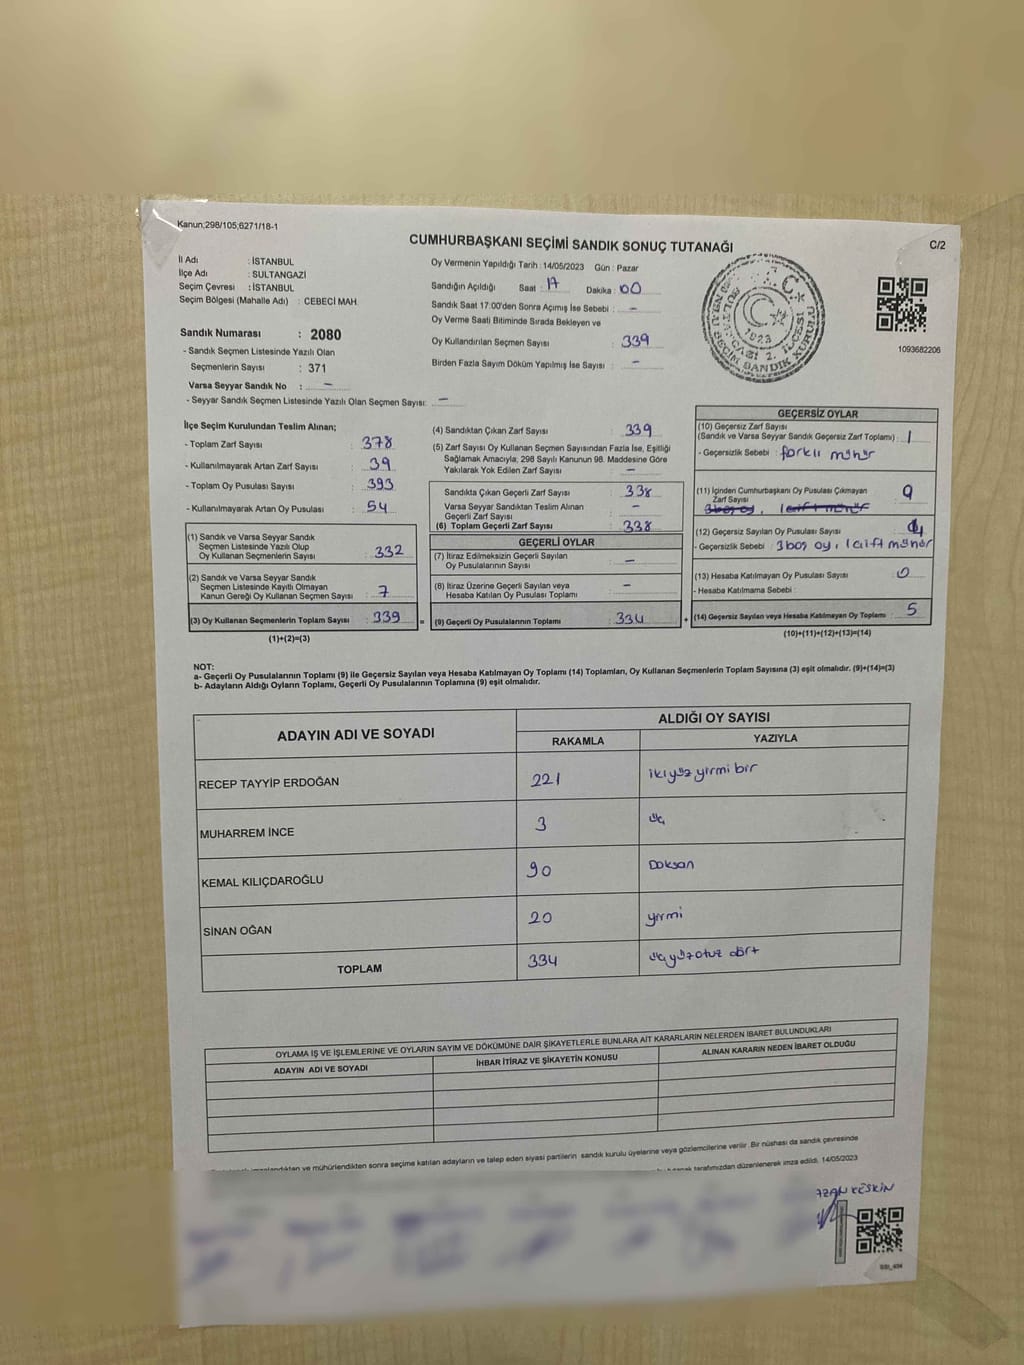 Kanun;298/105;6271/18-1
CUMHURBAŞKANI SEÇİMİ SANDIK SONUÇ TUTANAĞI
C/2
İl Adı : İSTANBUL
İlçe Adı : SULTANGAZİ
Seçim Çevresi : İSTANBUL
Seçim Bölgesi (Mahalle Adı) : CEBECİ MAH.
Sandık Numarası : 2080
- Sandık Seçmen Listesinde Yazılı Olan
Seçmenlerin Sayısı : 371
Varsa Seyyar Sandık No : -
- Seyyar Sandık Seçmen Listesinde Yazılı Olan Seçmen Sayısı: -
Oy Vermenin Yapıldığı Tarih : 14/05/2023 Gün : Pazar
Sandığın Açıldığı Saat : 17 Dakika : 00
Sandık Saat 17:00'den Sonra Açımış İse Sebebi : -
Oy Verme Saati Bitiminde Sırada Bekleyen ve
Oy Kullandırılan Seçmen Sayısı : 339
Birden Fazla Sayım Döküm Yapılmış İse Sayısı : -
1093682206
İlçe Seçim Kurulundan Teslim Alınan;
- Toplam Zarf Sayısı : 378
- Kullanılmayarak Artan Zarf Sayısı : 39
- Toplam Oy Pusulası Sayısı : 393
- Kullanılmayarak Artan Oy Pusulası : 54
(1) Sandık ve Varsa Seyyar Sandık
Seçmen Listesinde Yazılı Olup
Oy Kullanan Seçmenlerin Sayısı : 332
(2) Sandık ve Varsa Seyyar Sandık
Seçmen Listesinde Kayıtlı Olmayan
Kanun Gereği Oy Kullanan Seçmen Sayısı : 7
(3) Oy Kullanan Seçmenlerin Toplam Sayısı : 339
(1)+(2)=(3)
(4) Sandıktan Çıkan Zarf Sayısı : 339
(5) Zarf Sayısı Oy Kullanan Seçmen Sayısından Fazla İse, Eşitliği
Sağlamak Amacıyla; 298 Sayılı Kanunun 98. Maddesine Göre
Yakılarak Yok Edilen Zarf Sayısı : -
Sandıkta Çıkan Geçerli Zarf Sayısı : 338
Varsa Seyyar Sandıktan Teslim Alınan
Geçerli Zarf Sayısı : -
(6) Toplam Geçerli Zarf Sayısı : 338
GEÇERLİ OYLAR
(7) İtiraz Edilmeksizin Geçerli Sayılan
Oy Pusulalarının Sayısı : -
(8) İtiraz Üzerine Geçerli Sayılan veya
Hesaba Katılan Oy Pusulası Toplamı : -
= (9) Geçerli Oy Pusulalarının Toplamı : 334
GEÇERSİZ OYLAR
(10) Geçersiz Zarf Sayısı
(Sandık ve Varsa Seyyar Sandık Geçersiz Zarf Toplamı) : 1
- Geçersizlik Sebebi : farklı mühür
(11) İçinden Cumhurbaşkanı Oy Pusulası Çıkmayan
Zarf Sayısı
3 boş oy, 1 çift mühür
(12) Geçersiz Sayılan Oy Pusulası Sayısı : 4
- Geçersizlik Sebebi : 3 boş oy, 1 çift mühür
(13) Hesaba Katılmayan Oy Pusulası Sayısı : 0
- Hesaba Katılmama Sebebi :
+ (14) Geçersiz Sayılan veya Hesaba Katılmayan Oy Toplamı : 5
(10)+(11)+(12)+(13)=(14)
NOT:
a- Geçerli Oy Pusulalarının Toplamı (9) ile Geçersiz Sayılan veya Hesaba Katılmayan Oy Toplamı (14) Toplamları, Oy Kullanan Seçmenlerin Toplam Sayısına (3) eşit olmalıdır. (9)+(14)=(3)
b- Adayların Aldığı Oyların Toplamı, Geçerli Oy Pusulalarının Toplamına (9) eşit olmalıdır.
ADAYIN ADI VE SOYADI
ALDIĞI OY SAYISI
RAKAMLA
YAZIYLA
RECEP TAYYİP ERDOĞAN 221 ikiyüz yirmi bir
MUHARREM İNCE 3 üç
KEMAL KILIÇDAROĞLU 90 Doksan
SİNAN OĞAN 20 yirmi
TOPLAM 334 üçyüzotuz dört
OYLAMA İŞ VE İŞLEMLERİNE VE OYLARIN SAYIM VE DÖKÜMÜNE DAİR ŞİKAYETLERLE BUNLARA AİT KARARLARIN NELERDEN İBARET BULUNDUKLARI
ADAYIN ADI VE SOYADI
İHBAR İTİRAZ VE ŞİKAYETİN KONUSU
ALINAN KARARIN NEDEN İBARET OLDUĞU
ve mühürlendikten sonra seçime katılan adayların ve talep eden siyasi partilerin sandık kurulu üyelerine veya gözlemcilerine verilir. Bir nüshası da sandık çevresinde
tarafımızdan düzenlenerek imza edildi. 14/05/2023
KESKİN